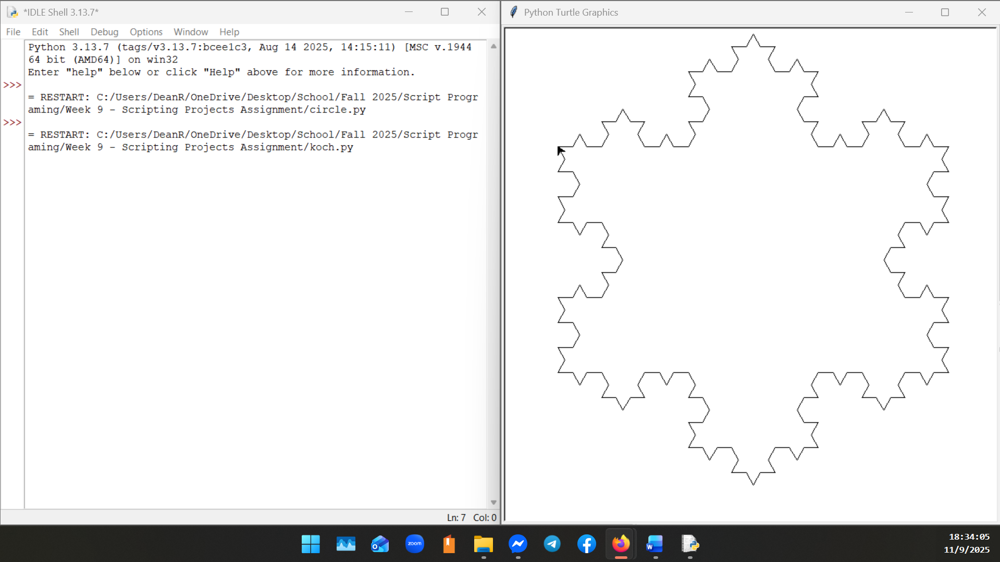 *IDLE Shell 3.13.7*
File Edit Shell Debug Options Window Help
Python 3.13.7 (tags/v3.13.7:bcee1c3, Aug 14 2025, 14:15:11) [MSC v.1944
64 bit (AMD64)] on win32
Enter "help" below or click "Help" above for more information.
>>>
= RESTART: C:/Users/DeanR/OneDrive/Desktop/School/Fall 2025/Script Progr
aming/Week 9 - Scripting Projects Assignment/circle.py
>>>
= RESTART: C:/Users/DeanR/OneDrive/Desktop/School/Fall 2025/Script Progr
aming/Week 9 - Scripting Projects Assignment/koch.py
Ln: 7 Col: 0
Python Turtle Graphics
O
zoom
W
18:34:05
11/9/2025